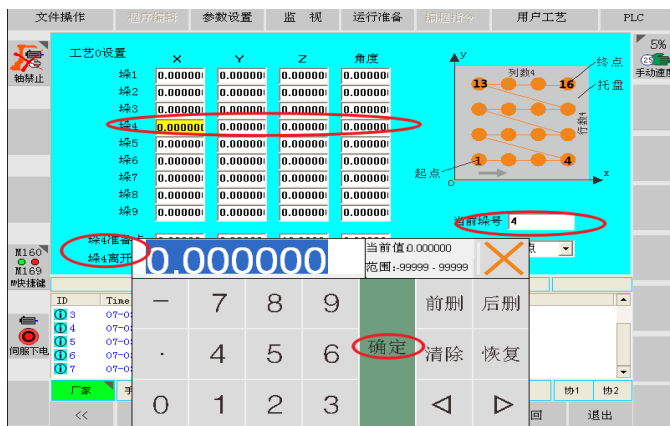 文件操作 程序编辑 参数设置 监 视 运行准备 编程指令 用户工艺 PLC
轴禁止
5%
手动速度
工艺0设置
X Y Z 角度
垛1 0.000000 0.000000 0.000000 0.000000
垛2 0.000000 0.000000 0.000000 0.000000
垛3 0.000000 0.000000 0.000000 0.000000
垛4 0.000000 0.000000 0.000000 0.000000
垛5 0.000000 0.000000 0.000000 0.000000
垛6 0.000000 0.000000 0.000000 0.000000
垛7 0.000000 0.000000 0.000000 0.000000
垛8 0.000000 0.000000 0.000000 0.000000
垛9 0.000000 0.000000 0.000000 0.000000
y
列数4
13 16
终点
托盘
行数4
起点
1 4
o
x
当前垛号 4
垛4准备点
垛4离开
点
M160
M169
M快捷键
伺服下电
0.000000
当前值:0.000000
范围:-99999 - 99999
− 7 8 9 前删 后删
. 4 5 6 确定 清除 恢复
0 1 2 3
ID Time
3 07-0
4 07-0
5 07-0
6 07-0
7 07-0
厂家 手
协1 协2
<<
回 退出